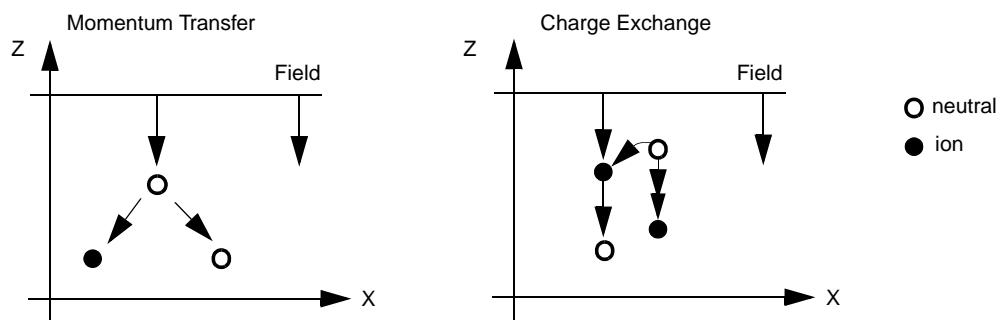 Momentum Transfer
Z
Field
X
Charge Exchange
Z
Field
X
neutral
ion